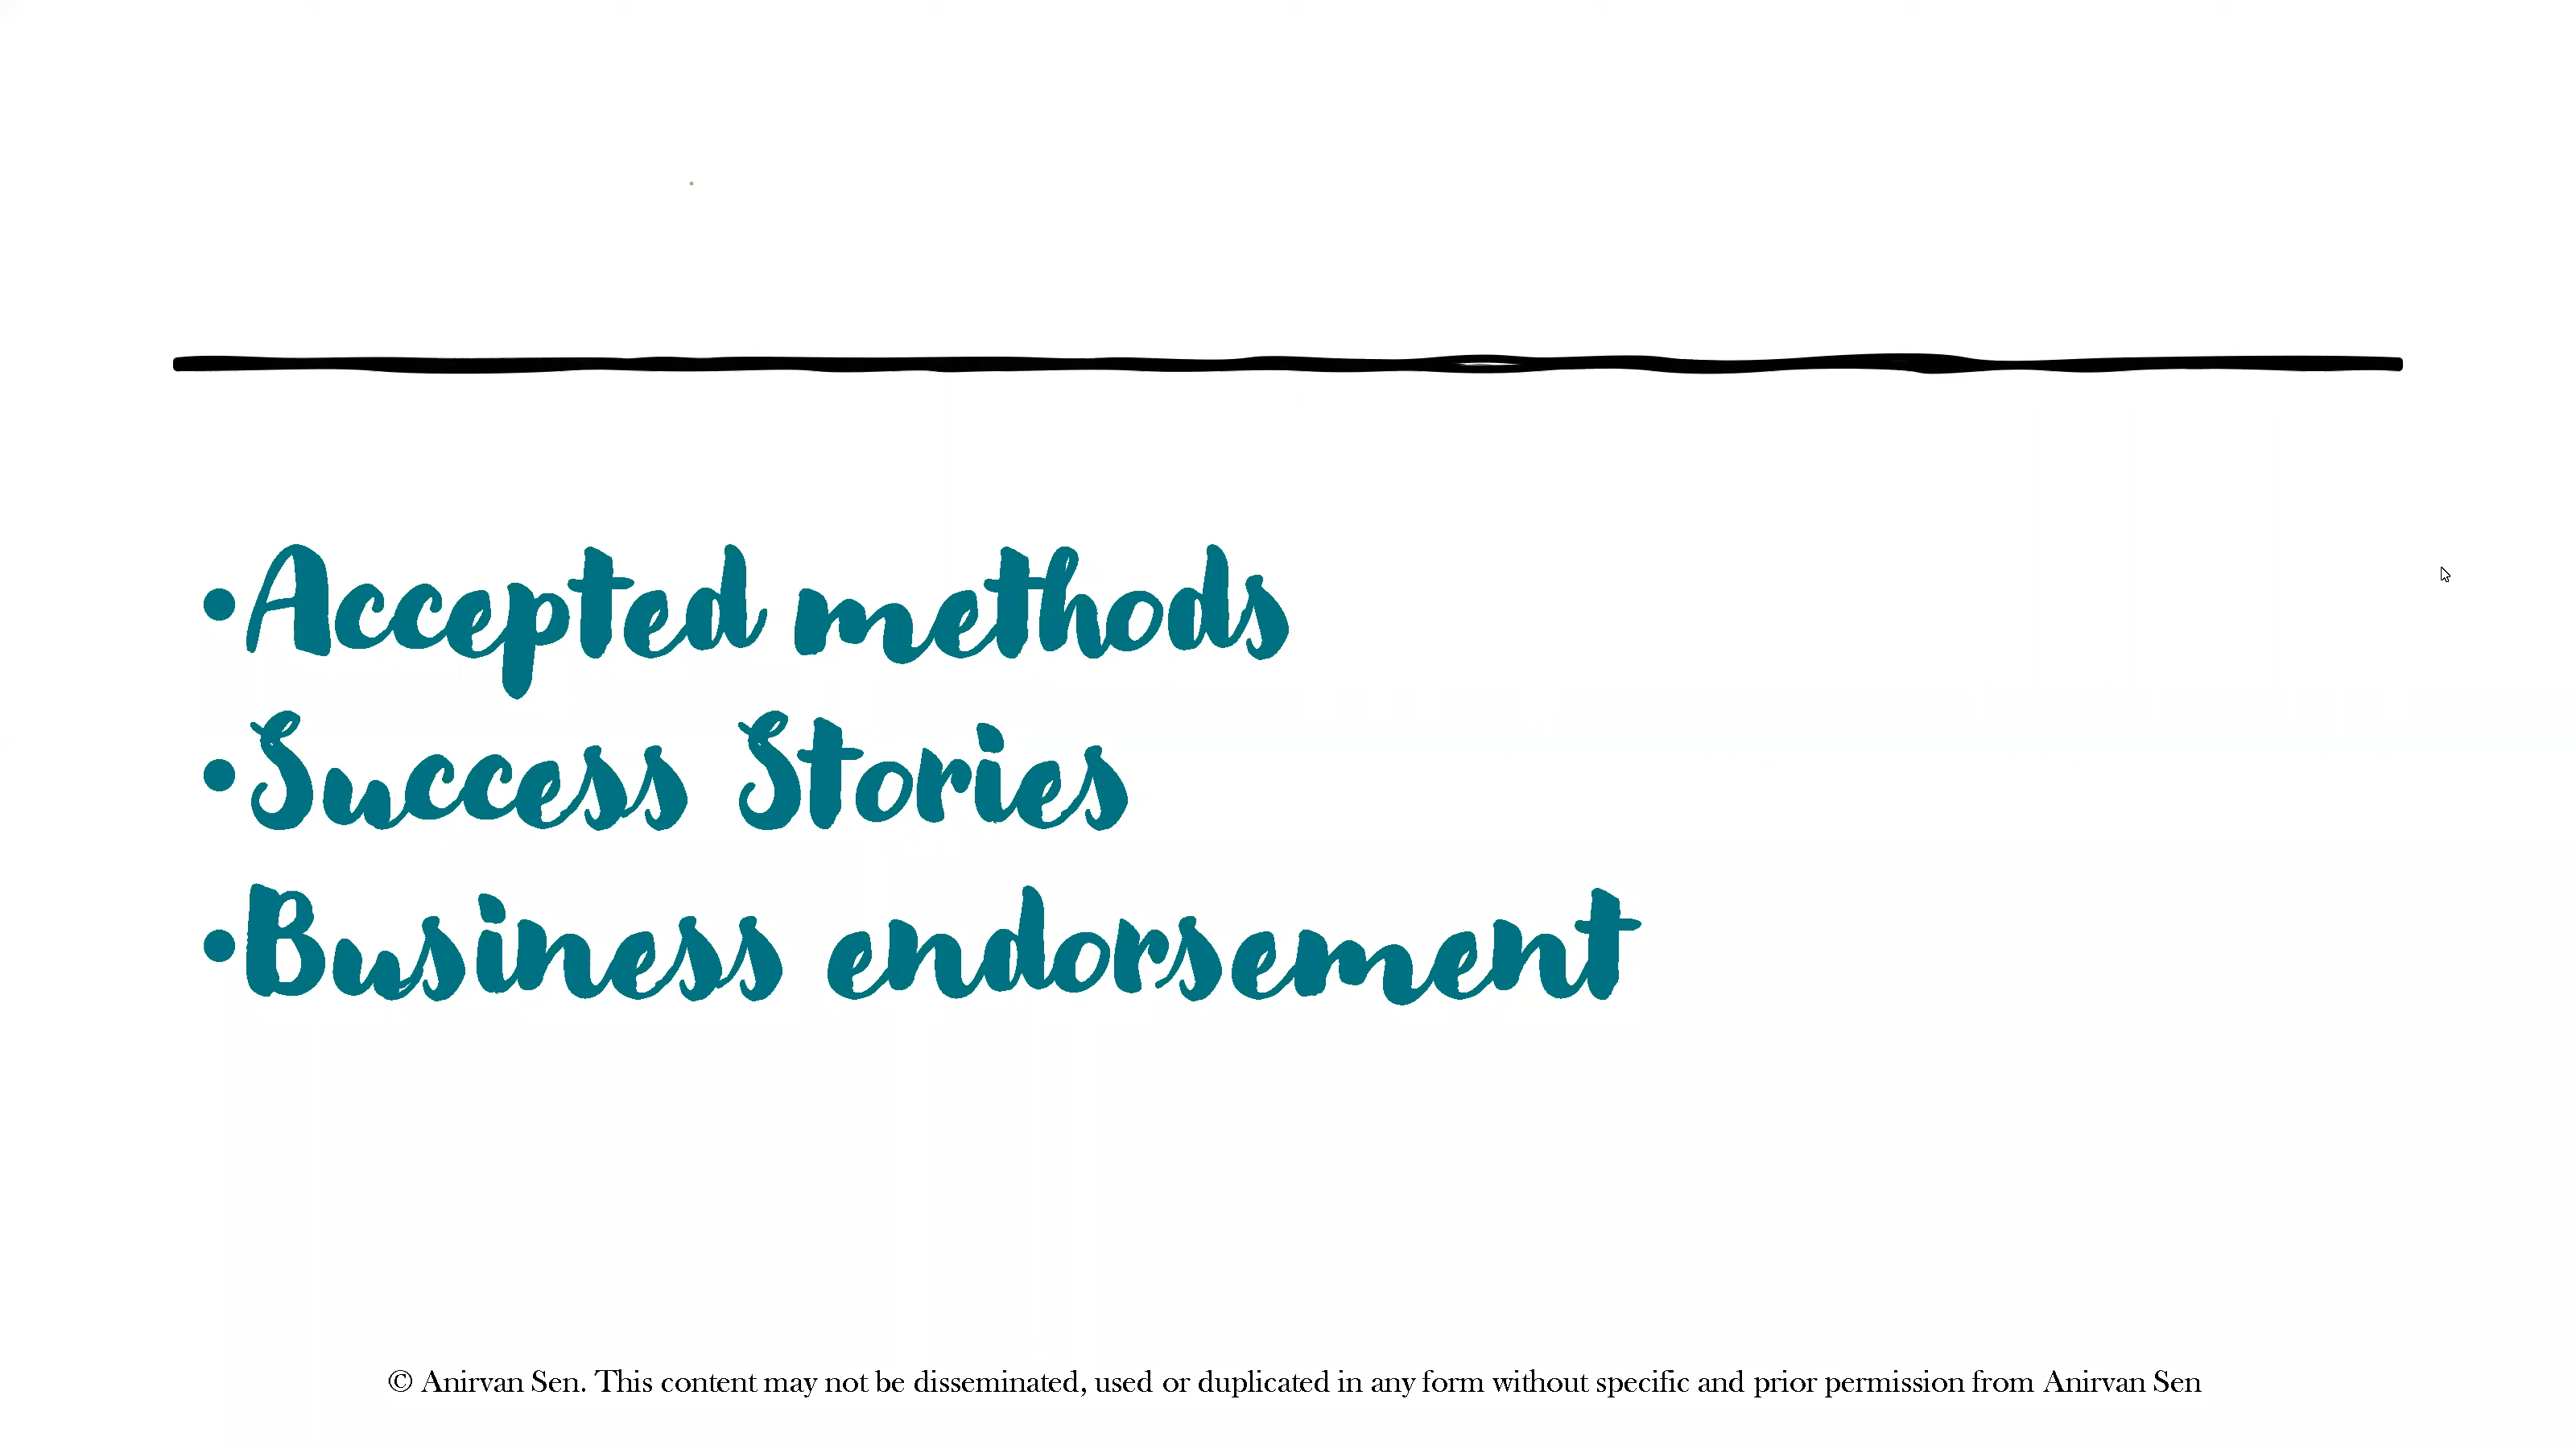 •Accepted methods
•Success Stories
•Business endorsement
© Anirvan Sen. This content may not be disseminated, used or duplicated in any form without specific and prior permission from Anirvan Sen